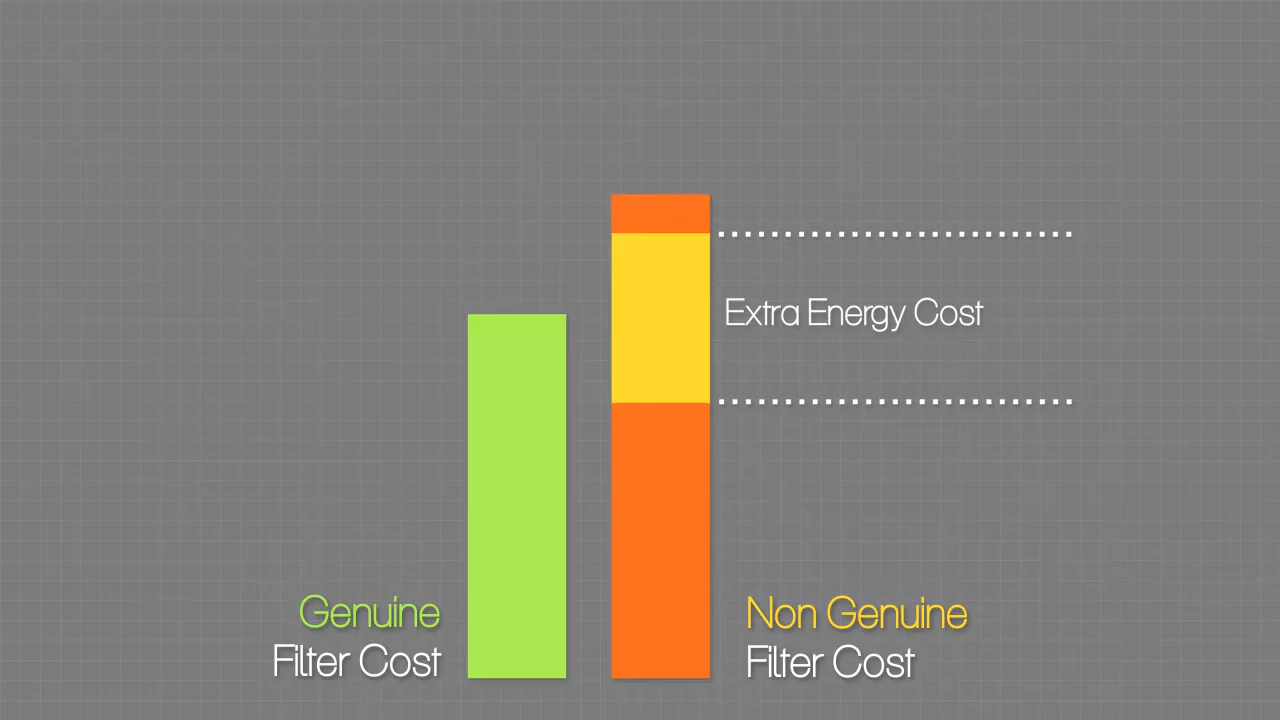 Extra Energy Cost
Genuine
Filter Cost
Non Genuine
Filter Cost